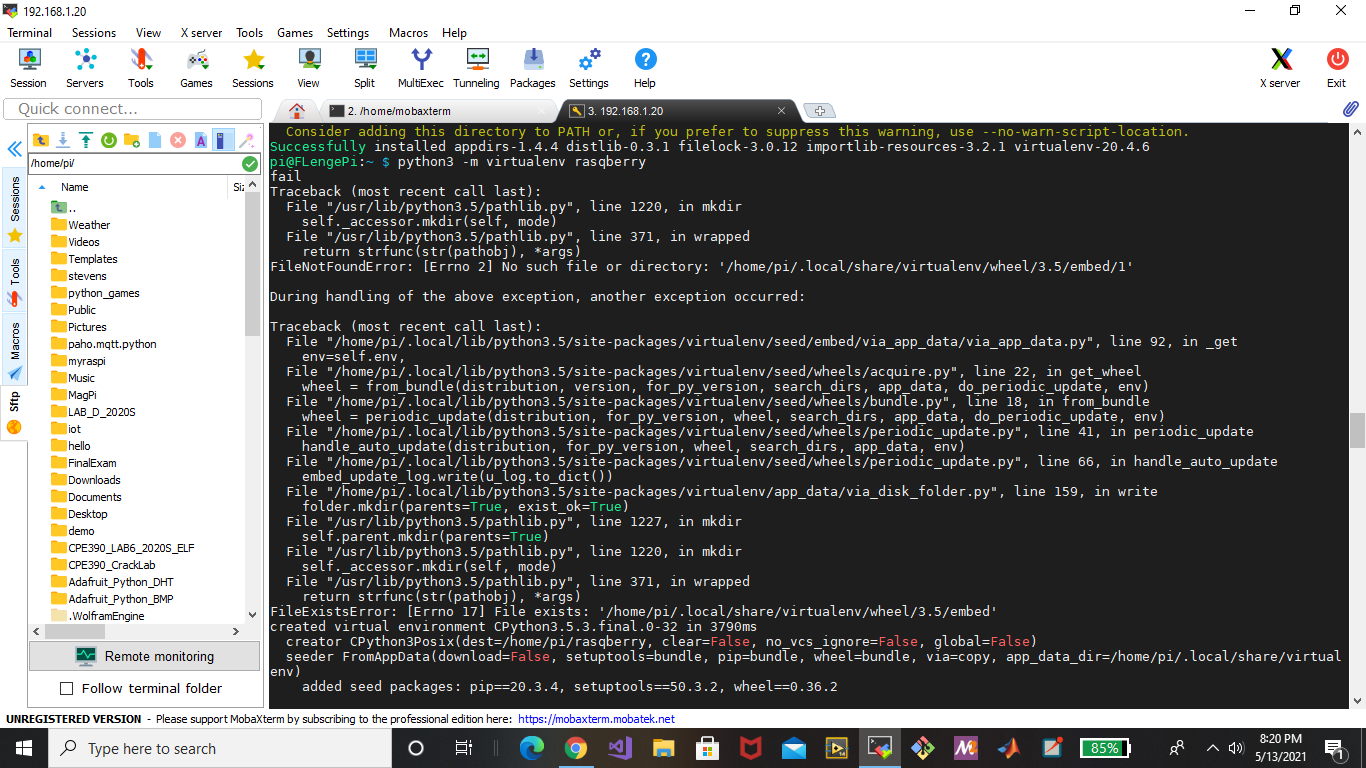 192.168.1.20
Terminal Sessions View X server Tools Games Settings Macros Help
Session Servers Tools Games Sessions View Split MultiExec Tunneling Packages Settings Help X server Exit
Quick connect...
2. /home/mobaxterm
3. 192.168.1.20
/home/pi/
Name Siz
..
Weather
Videos
Templates
stevens
python_games
Public
Pictures
paho.mqtt.python
myraspi
Music
MagPi
LAB_D_2020S
iot
hello
FinalExam
Downloads
Documents
Desktop
demo
CPE390_LAB6_2020S_ELF
CPE390_CrackLab
Adafruit_Python_DHT
Adafruit_Python_BMP
.WolframEngine
Sessions
Tools
Macros
Sftp
Remote monitoring
Follow terminal folder
Consider adding this directory to PATH or, if you prefer to suppress this warning, use --no-warn-script-location.
Successfully installed appdirs-1.4.4 distlib-0.3.1 filelock-3.0.12 importlib-resources-3.2.1 virtualenv-20.4.6
pi@FLengePi:~ $ python3 -m virtualenv rasqberry
fail
Traceback (most recent call last):
File "/usr/lib/python3.5/pathlib.py", line 1220, in mkdir
self._accessor.mkdir(self, mode)
File "/usr/lib/python3.5/pathlib.py", line 371, in wrapped
return strfunc(str(pathobj), *args)
FileNotFoundError: [Errno 2] No such file or directory: '/home/pi/.local/share/virtualenv/wheel/3.5/embed/1'
During handling of the above exception, another exception occurred:
Traceback (most recent call last):
File "/home/pi/.local/lib/python3.5/site-packages/virtualenv/seed/embed/via_app_data/via_app_data.py", line 92, in _get
env=self.env,
File "/home/pi/.local/lib/python3.5/site-packages/virtualenv/seed/wheels/acquire.py", line 22, in get_wheel
wheel = from_bundle(distribution, version, for_py_version, search_dirs, app_data, do_periodic_update, env)
File "/home/pi/.local/lib/python3.5/site-packages/virtualenv/seed/wheels/bundle.py", line 18, in from_bundle
wheel = periodic_update(distribution, for_py_version, wheel, search_dirs, app_data, do_periodic_update, env)
File "/home/pi/.local/lib/python3.5/site-packages/virtualenv/seed/wheels/periodic_update.py", line 41, in periodic_update
handle_auto_update(distribution, for_py_version, wheel, search_dirs, app_data, env)
File "/home/pi/.local/lib/python3.5/site-packages/virtualenv/seed/wheels/periodic_update.py", line 66, in handle_auto_update
embed_update_log.write(u_log.to_dict())
File "/home/pi/.local/lib/python3.5/site-packages/virtualenv/app_data/via_disk_folder.py", line 159, in write
folder.mkdir(parents=True, exist_ok=True)
File "/usr/lib/python3.5/pathlib.py", line 1227, in mkdir
self.parent.mkdir(parents=True)
File "/usr/lib/python3.5/pathlib.py", line 1220, in mkdir
self._accessor.mkdir(self, mode)
File "/usr/lib/python3.5/pathlib.py", line 371, in wrapped
return strfunc(str(pathobj), *args)
FileExistsError: [Errno 17] File exists: '/home/pi/.local/share/virtualenv/wheel/3.5/embed'
created virtual environment CPython3.5.3.final.0-32 in 3790ms
creator CPython3Posix(dest=/home/pi/rasqberry, clear=False, no_vcs_ignore=False, global=False)
seeder FromAppData(download=False, setuptools=bundle, pip=bundle, wheel=bundle, via=copy, app_data_dir=/home/pi/.local/share/virtual
env)
added seed packages: pip==20.3.4, setuptools==50.3.2, wheel==0.36.2
UNREGISTERED VERSION - Please support MobaXterm by subscribing to the professional edition here: https://mobaxterm.mobatek.net
Type here to search
85%
8:20 PM
5/13/2021
1